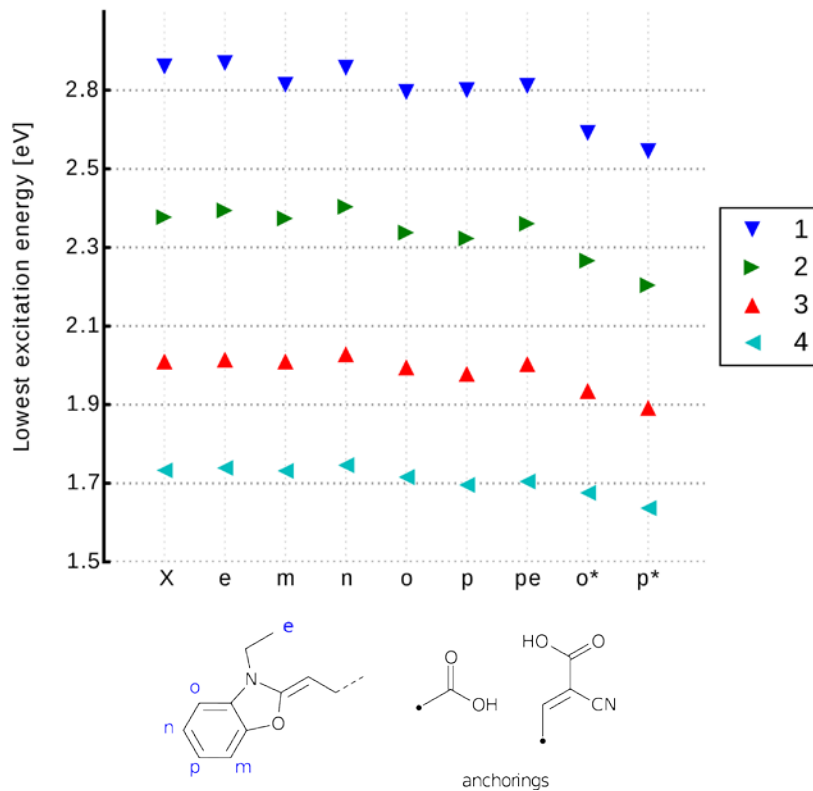 Lowest excitation energy [eV]
2.8
2.5
2.3
2.1
1.9
1.7
1.5
X e m n o p pe o* p*
1
2
3
4
e
N
O
o
n
p
m
O
OH
HO
O
CN
anchorings